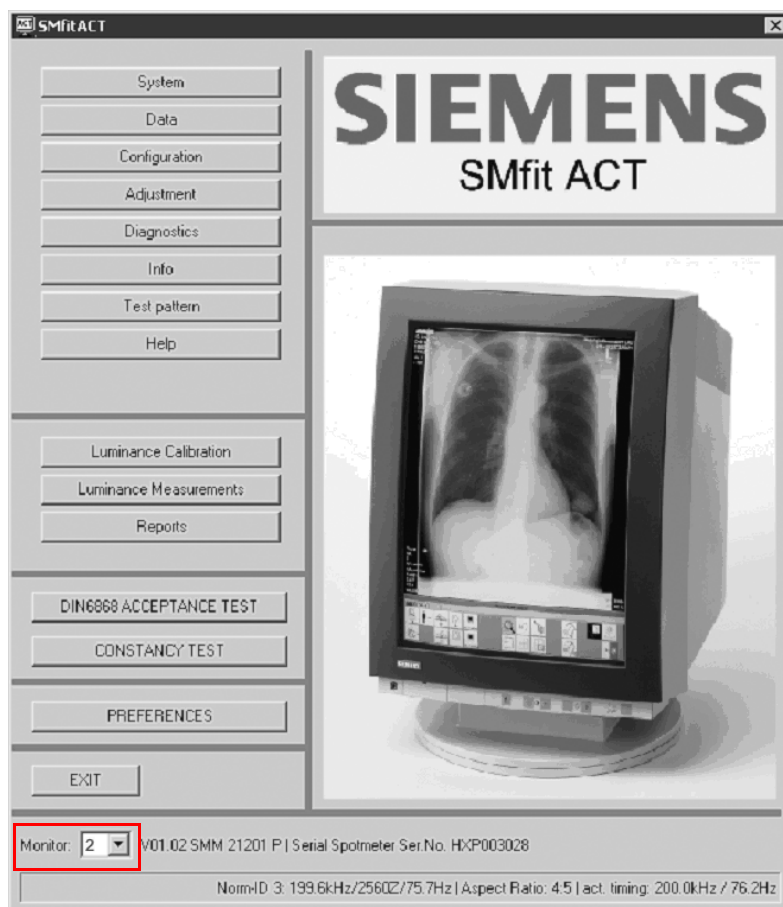 SMfitACT
System
Data
Configuration
Adjustment
Diagnostics
Info
Test pattern
Help
Luminance Calibration
Luminance Measurements
Reports
DIN6868 ACCEPTANCE TEST
CONSTANCY TEST
PREFERENCES
EXIT
SIEMENS
SMfit ACT
SIEMENS
Monitor: 2 V01.02 SMM 21201 P | Serial Spotmeter Ser.No. HXP003028
Norm-ID 3: 199.6kHz/2560Z/75.7Hz | Aspect Ratio: 4:5 | act. timing: 200.0kHz / 76.2Hz